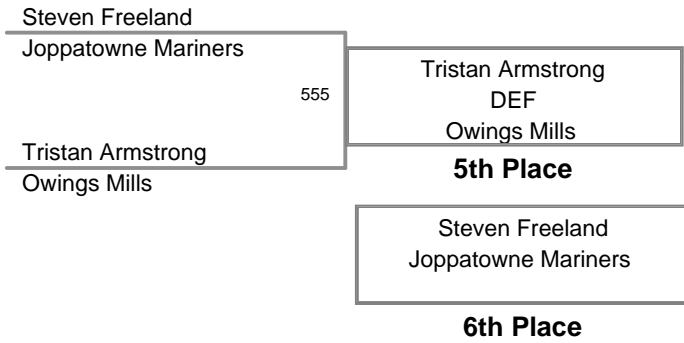 Steven Freeland
Joppatowne Mariners
555
Tristan Armstrong
Owings Mills
Tristan Armstrong
DEF
Owings Mills
5th Place
Steven Freeland
Joppatowne Mariners
6th Place